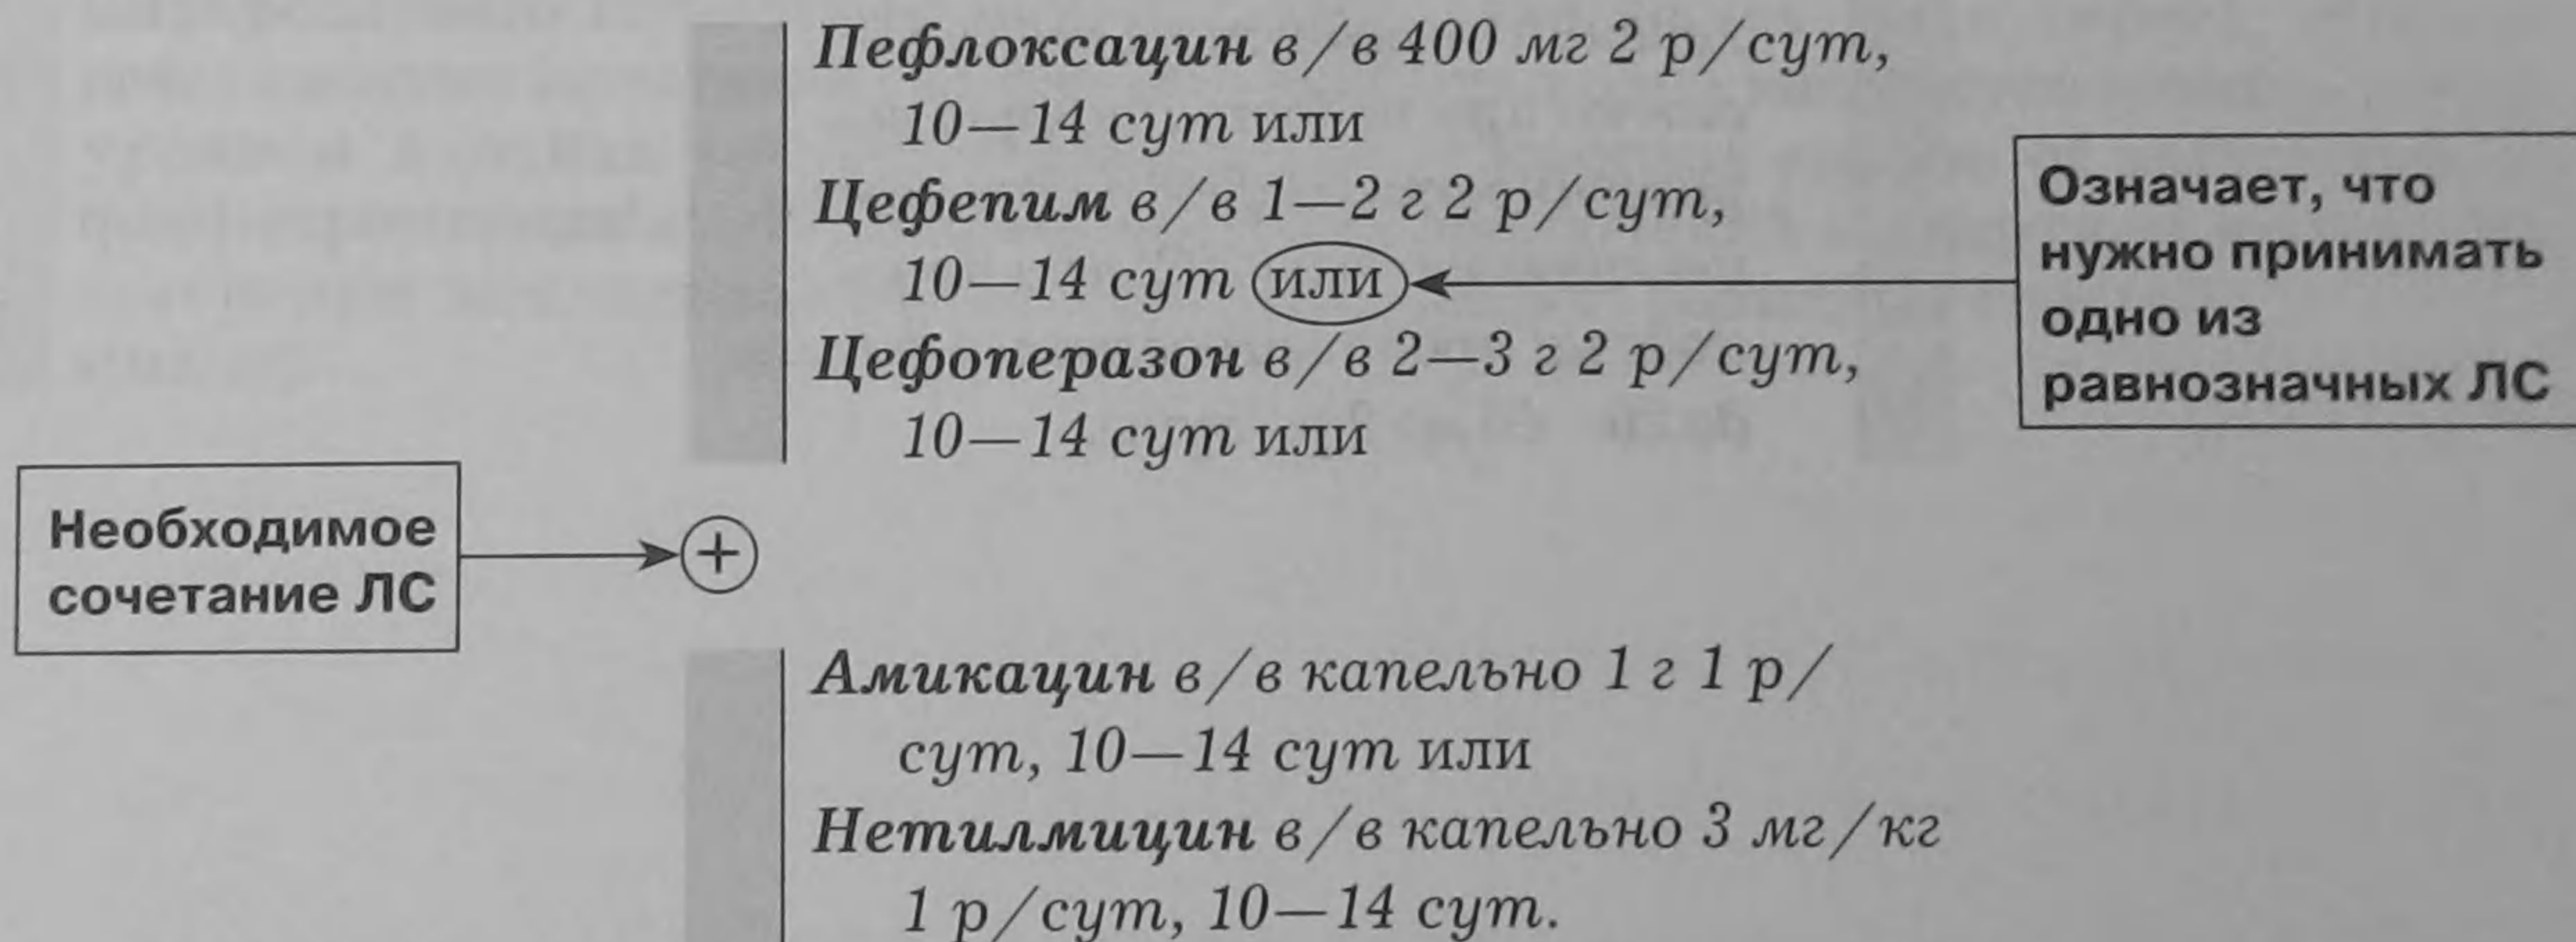 Пефлоксацин в/в 400 мг 2 р/сут,
10—14 сут или
Цефепим в/в 1—2 г 2 р/сут,
10—14 сут или
Цефоперазон в/в 2—3 г 2 р/сут,
10—14 сут или
Означает, что
нужно принимать
одно из
равнозначных ЛС
Необходимое
сочетание ЛС
+
Амикацин в/в капельно 1 г 1 р/
сут, 10—14 сут или
Нетилмицин в/в капельно 3 мг/кг
1 р/сут, 10—14 сут.